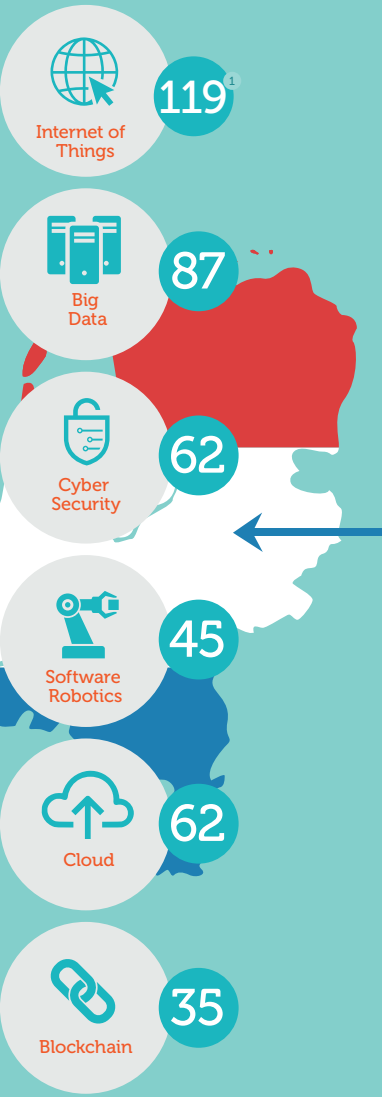 Internet of
Things
119 1
Big
Data
87
Cyber
Security
62
Software
Robotics
45
Cloud
62
Blockchain
35